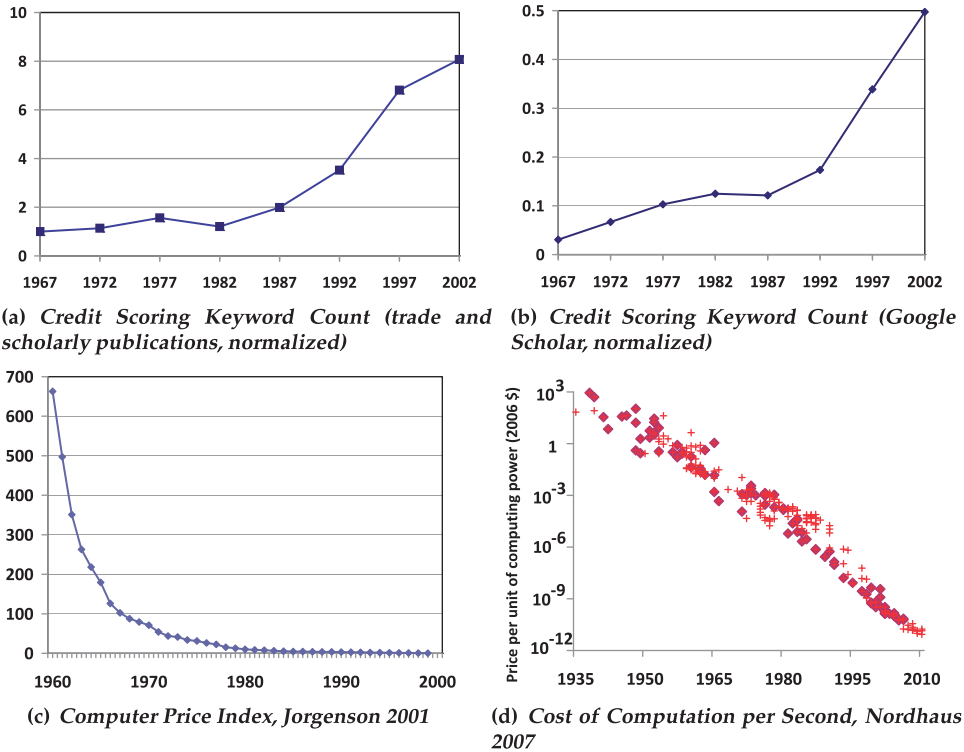 10
8
6
4
2
0
1967 1972 1977 1982 1987 1992 1997 2002
(a) Credit Scoring Keyword Count (trade and
scholarly publications, normalized)
0.5
0.4
0.3
0.2
0.1
0
1967 1972 1977 1982 1987 1992 1997 2002
(b) Credit Scoring Keyword Count (Google
Scholar, normalized)
700
600
500
400
300
200
100
0
1960 1970 1980 1990 2000
(c) Computer Price Index, Jorgenson 2001
Price per unit of computing power (2006 $)
10 3
1
10 -3
10 -6
10 -9
10 -12
1935 1950 1965 1980 1995 2010
(d) Cost of Computation per Second, Nordhaus
2007